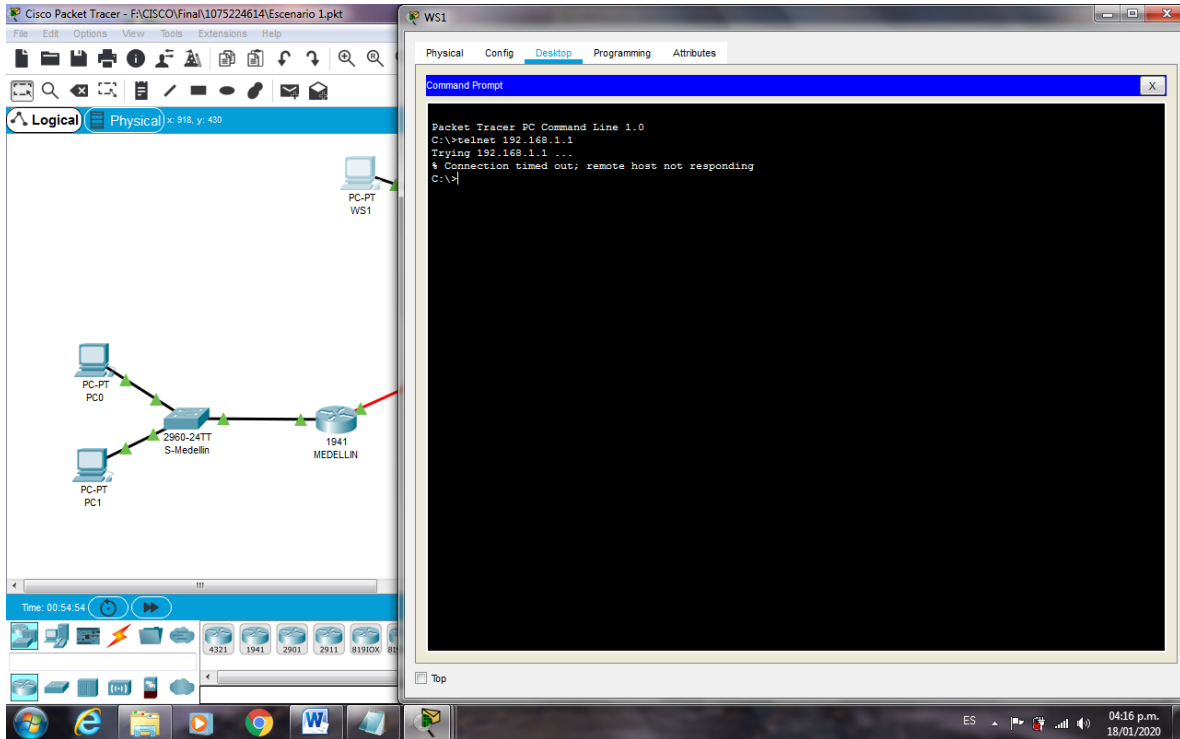 Cisco Packet Tracer - F:\CISCO\Final\1075224614\Escenario 1.pkt
File Edit Options View Tools Extensions Help
Logical Physical x: 918, y: 430
PC-PT
WS1
PC-PT
PC0
2960-24TT
S-Medellin
1941
MEDELLIN
PC-PT
PC1
Time: 00:54:54
4321 1941 2901 2911 819IOX
WS1
Physical Config Desktop Programming Attributes
Command Prompt X
Packet Tracer PC Command Line 1.0
C:\>telnet 192.168.1.1
Trying 192.168.1.1 ...
% Connection timed out; remote host not responding
C:\>
Top
ES
04:16 p.m.
18/01/2020